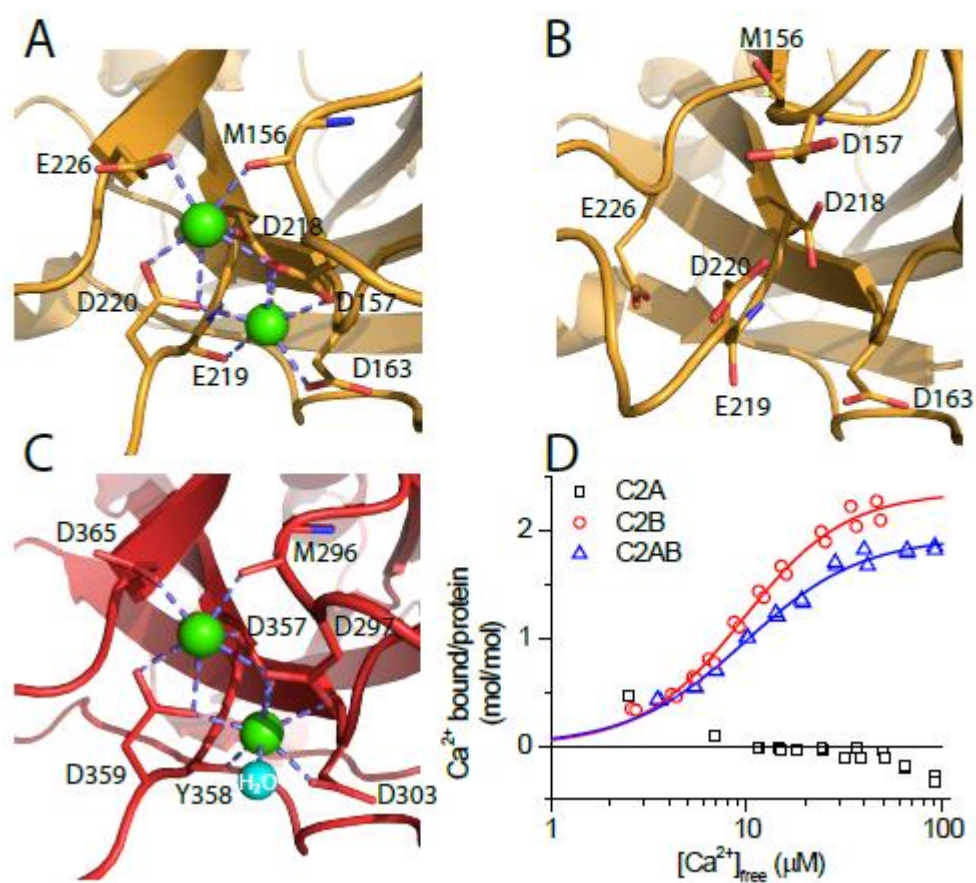 A
E226
M156
D218
D220
D157
E219
D163
B
M156
D157
D218
E226
D220
E219
D163
C
D365
M296
D357
D297
D359
Y358
H₂O
D303
D
C2A
C2B
C2AB
Ca²⁺ bound/protein
(mol/mol)
2
1
0
1
10
100
[Ca²⁺]free (μM)